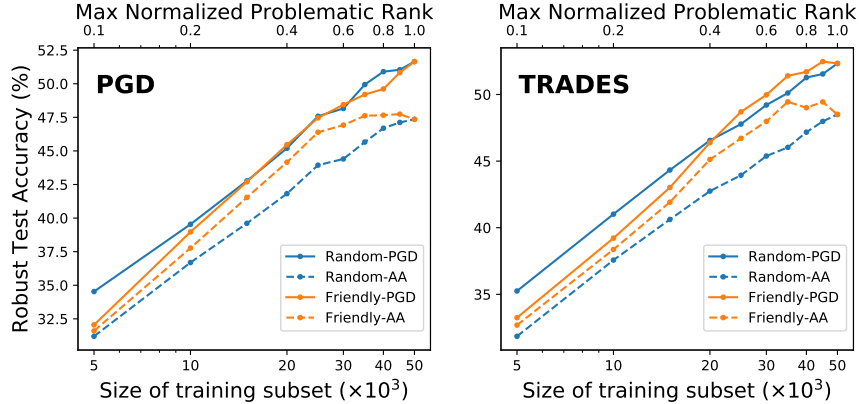 Max Normalized Problematic Rank
0.1 0.2 0.4 0.6 0.8 1.0
Robust Test Accuracy (%)
52.5
50.0
47.5
45.0
42.5
40.0
37.5
35.0
32.5
PGD
Random-PGD
Random-AA
Friendly-PGD
Friendly-AA
5 10 20 30 40 50
Size of training subset (×10³)
Max Normalized Problematic Rank
0.1 0.2 0.4 0.6 0.8 1.0
50
45
40
35
TRADES
Random-PGD
Random-AA
Friendly-PGD
Friendly-AA
5 10 20 30 40 50
Size of training subset (×10³)